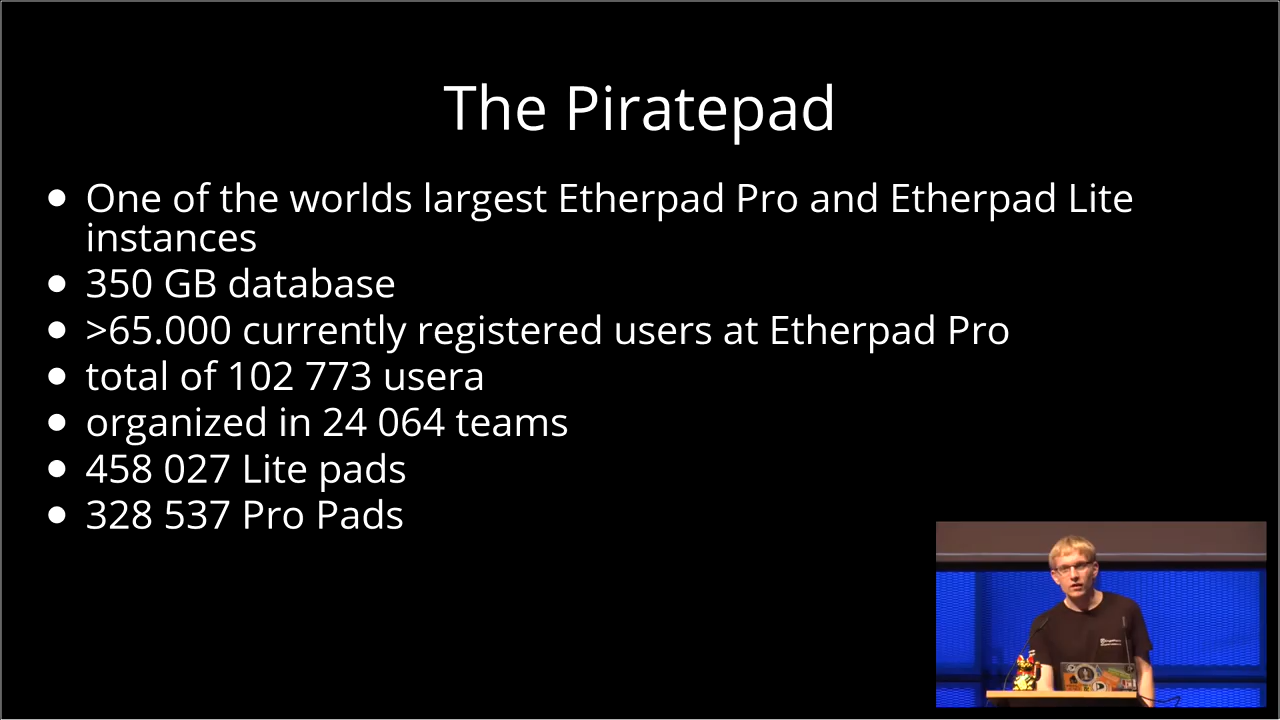 The Piratepad
One of the worlds largest Etherpad Pro and Etherpad Lite
instances
350 GB database
>65.000 currently registered users at Etherpad Pro
total of 102 773 usera
organized in 24 064 teams
458 027 Lite pads
328 537 Pro Pads